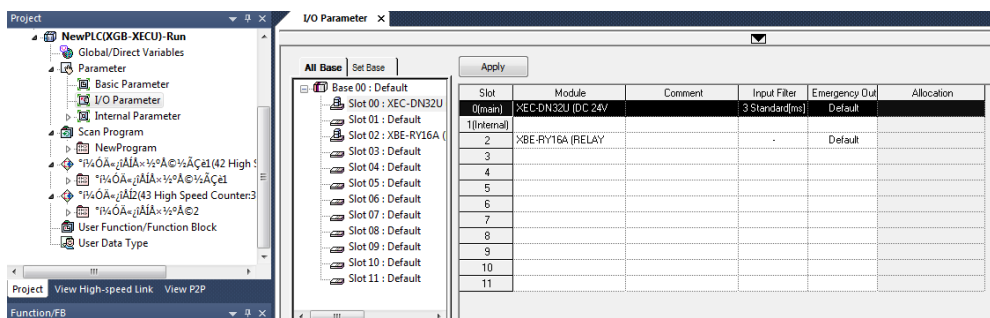 Project
NewPLC(XGB-XECU)-Run
Global/Direct Variables
Parameter
Basic Parameter
I/O Parameter
Internal Parameter
Scan Program
NewProgram
User Function/Function Block
User Data Type
Project View High-speed Link View P2P
Function/FB
I/O Parameter
All Base Set Base
Base 00 : Default
Slot 00 : XEC-DN32U
Slot 01 : Default
Slot 02 : XBE-RY16A (
Slot 03 : Default
Slot 04 : Default
Slot 05 : Default
Slot 06 : Default
Slot 07 : Default
Slot 08 : Default
Slot 09 : Default
Slot 10 : Default
Slot 11 : Default
Apply
Slot Module Comment Input Filter Emergency Out Allocation
0(main) XEC-DN32U (DC 24V 3 Standard[ms] Default
1(Internal)
2 XBE-RY16A (RELAY - Default
3
4
5
6
7
8
9
10
11